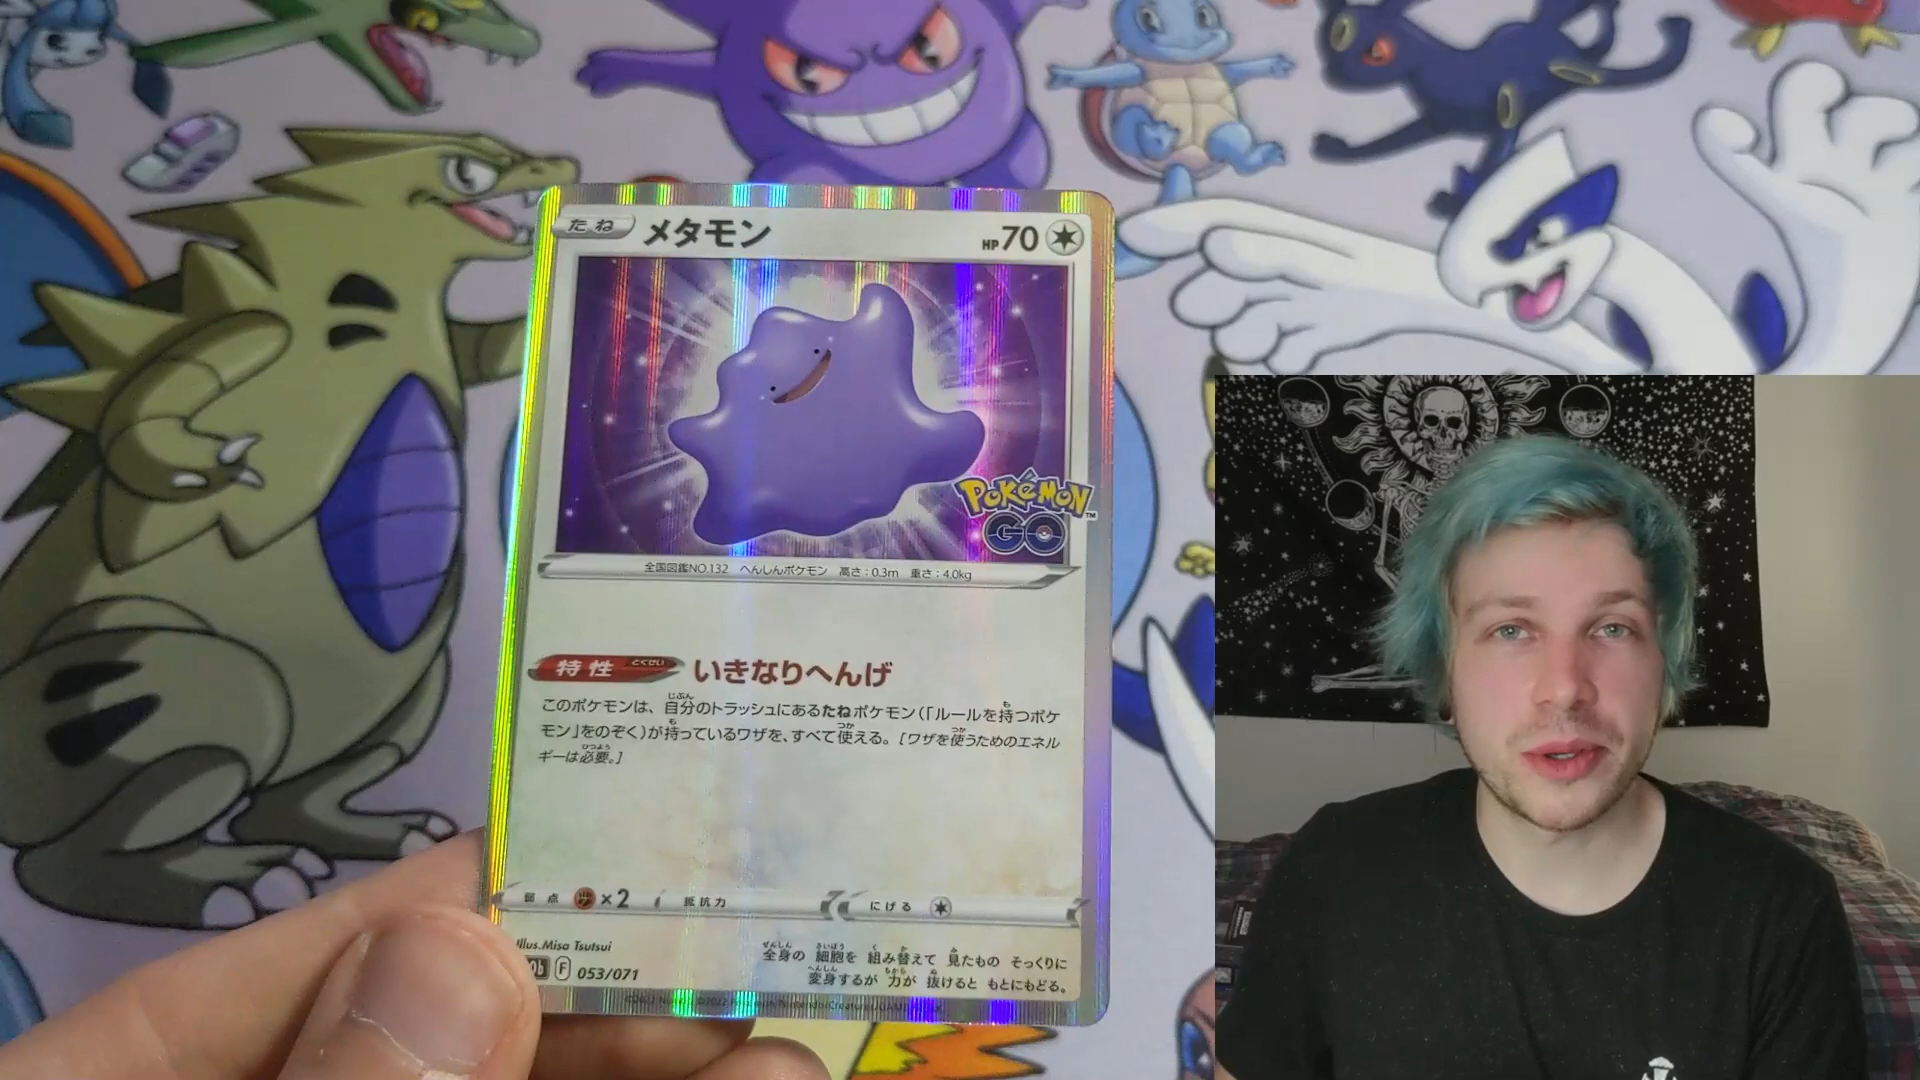 たね メタモン HP 70
POKÉMON
GO
全国図鑑NO.132 へんしんポケモン 高さ:0.3m 重さ:4.0kg
特性 とくせい いきなりへんげ
このポケモンは、自分のトラッシュにあるたねポケモン(「ルールを持つポケ
モン」をのぞく)が持っているワザを、すべて使える。[ワザを使うためのエネル
ギーは必要。]
弱点 ×2 抵抗力 にげる
Illus.Misa Tsutsui
F 053/071
全身の 細胞を 組み替えて 見たもの そっくりに
変身するが 力が 抜けると もとにもどる。